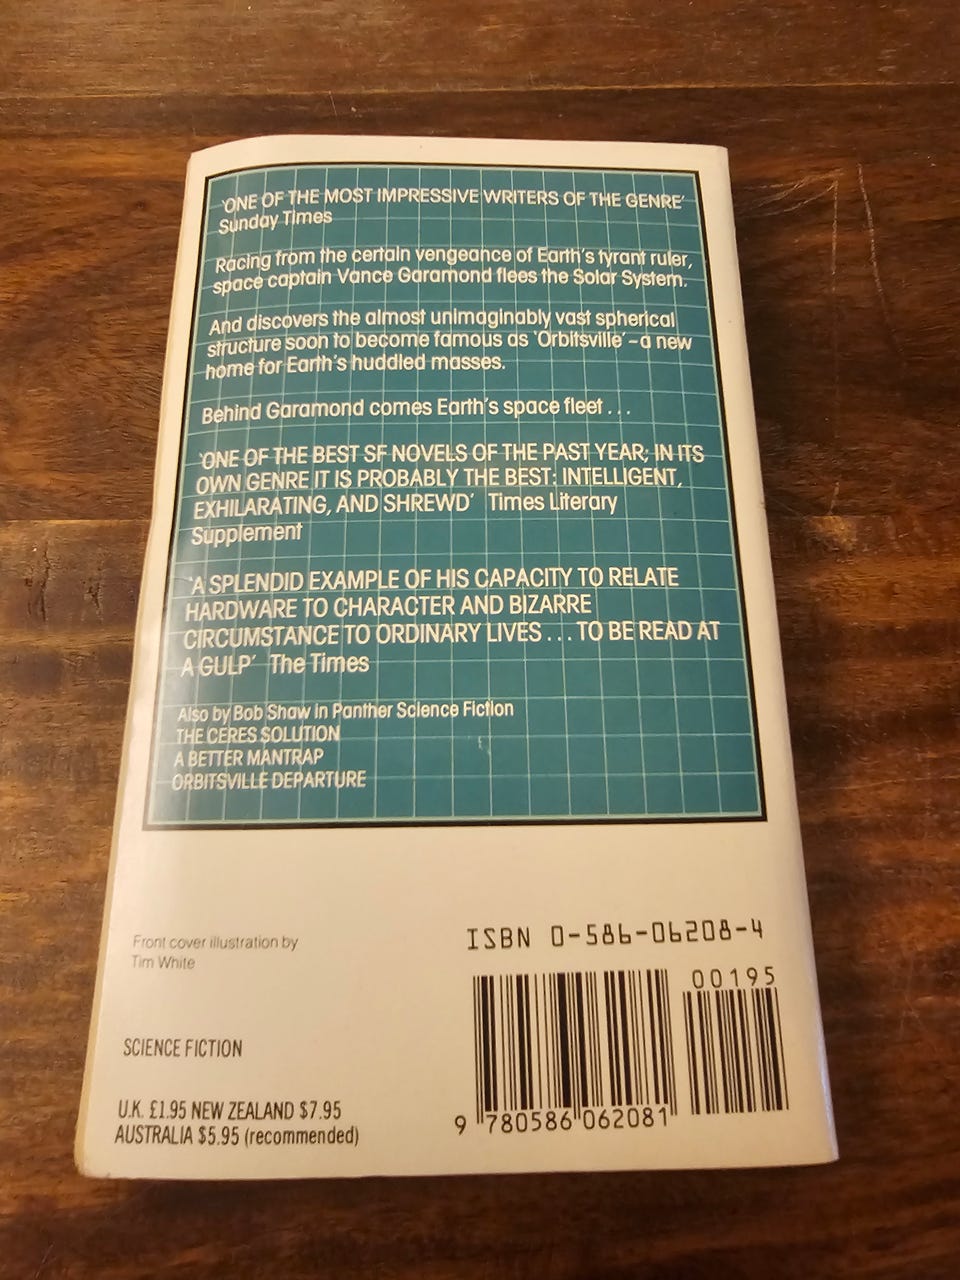 'ONE OF THE MOST IMPRESSIVE WRITERS OF THE GENRE'
Sunday Times
Racing from the certain vengeance of Earth's tyrant ruler,
space captain Vance Garamond flees the Solar System.
And discovers the almost unimaginably vast spherical
structure soon to become famous as 'Orbitsville' – a new
home for Earth's huddled masses.
Behind Garamond comes Earth's space fleet . . .
'ONE OF THE BEST SF NOVELS OF THE PAST YEAR; IN ITS
OWN GENRE IT IS PROBABLY THE BEST: INTELLIGENT,
EXHILARATING, AND SHREWD' Times Literary
Supplement
'A SPLENDID EXAMPLE OF HIS CAPACITY TO RELATE
HARDWARE TO CHARACTER AND BIZARRE
CIRCUMSTANCE TO ORDINARY LIVES . . . TO BE READ AT
A GULP' The Times
Also by Bob Shaw in Panther Science Fiction
THE CERES SOLUTION
A BETTER MANTRAP
ORBITSVILLE DEPARTURE
Front cover illustration by
Tim White
SCIENCE FICTION
U.K. £1.95 NEW ZEALAND $7.95
AUSTRALIA $5.95 (recommended)
ISBN 0-586-06208-4
00195
9 780586 062081